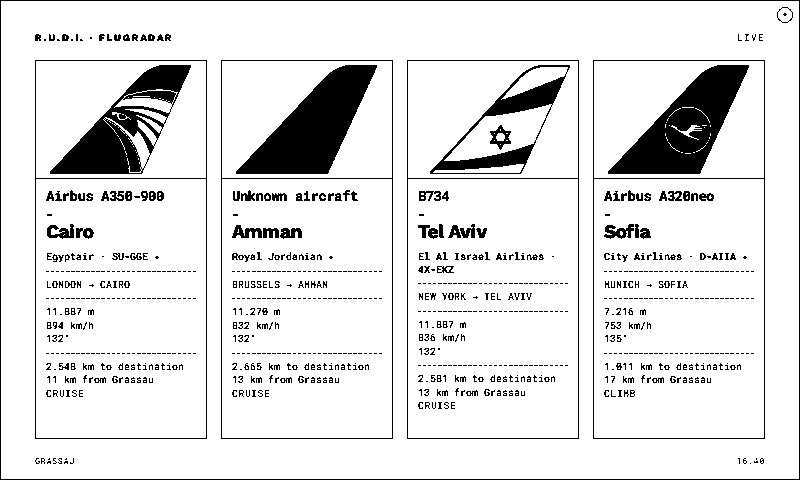 R.U.D.I. · FLUGRADAR
LIVE
Airbus A350-900
-
Cairo
Egyptair · SU-GGE ✦
LONDON → CAIRO
11.887 m
894 km/h
132°
2.548 km to destination
11 km from Grassau
CRUISE
Unknown aircraft
-
Amman
Royal Jordanian ✦
BRUSSELS → AMMAN
11.270 m
832 km/h
132°
2.665 km to destination
13 km from Grassau
CRUISE
B734
-
Tel Aviv
El Al Israel Airlines ·
4X-EKZ
NEW YORK → TEL AVIV
11.887 m
836 km/h
132°
2.581 km to destination
13 km from Grassau
CRUISE
Airbus A320neo
-
Sofia
City Airlines · D-AIIA ✦
MUNICH → SOFIA
7.216 m
753 km/h
135°
1.011 km to destination
17 km from Grassau
CLIMB
GRASSAU
16.40